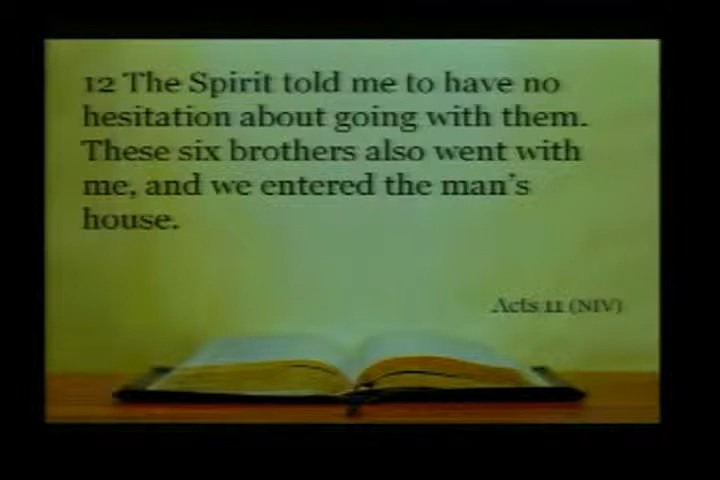 12 The Spirit told me to have no
hesitation about going with them.
These six brothers also went with
me, and we entered the man's
house.
Acts 11 (NIV)